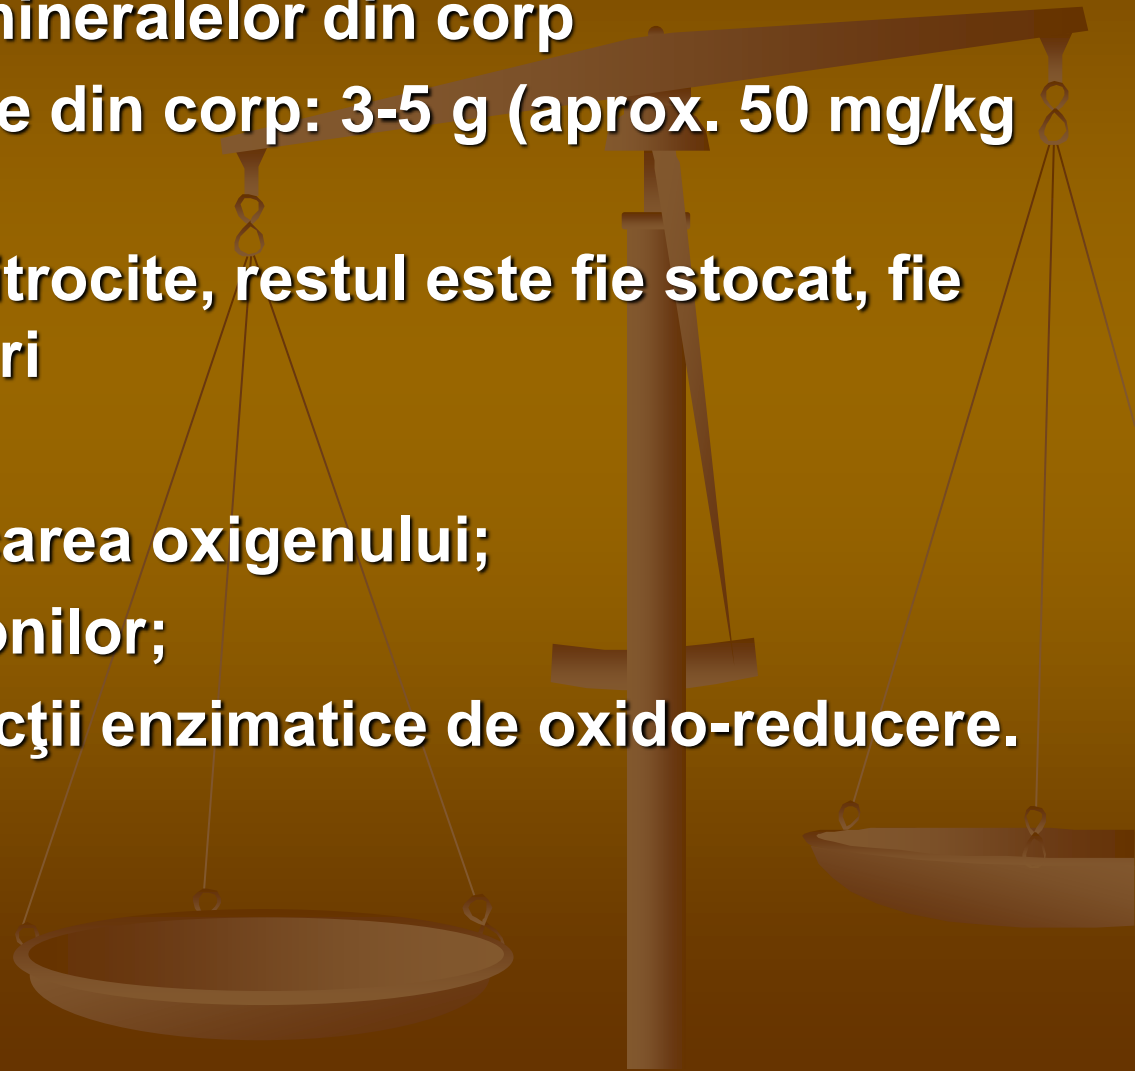 mineralelor din corp
e din corp: 3-5 g (aprox. 50 mg/kg
itrocite, restul este fie stocat, fie
ri
area oxigenului;
onilor;
cţii enzimatice de oxido-reducere.